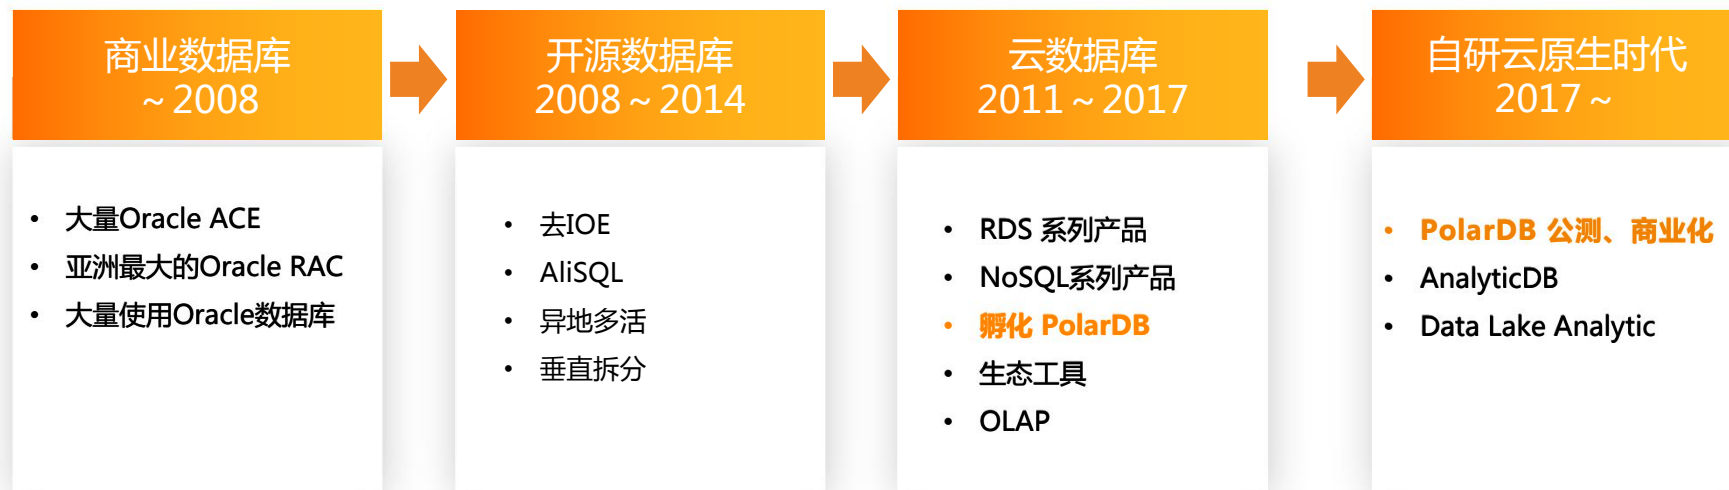 商业数据库
～2008
• 大量Oracle ACE
• 亚洲最大的Oracle RAC
• 大量使用Oracle数据库
开源数据库
2008～2014
• 去IOE
• AliSQL
• 异地多活
• 垂直拆分
云数据库
2011～2017
• RDS 系列产品
• NoSQL系列产品
• 孵化 PolarDB
• 生态工具
• OLAP
自研云原生时代
2017～
• PolarDB 公测、商业化
• AnalyticDB
• Data Lake Analytic